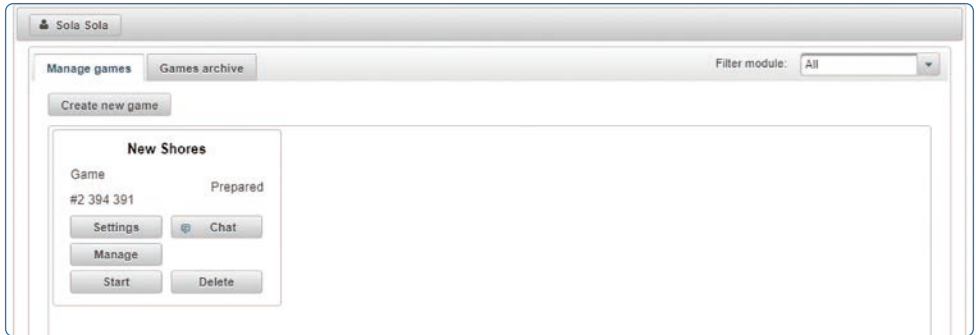 Sola Sola
Manage games Games archive Filter module: All
Create new game
New Shores
Game
Prepared
#2 394 391
Settings Chat
Manage
Start Delete